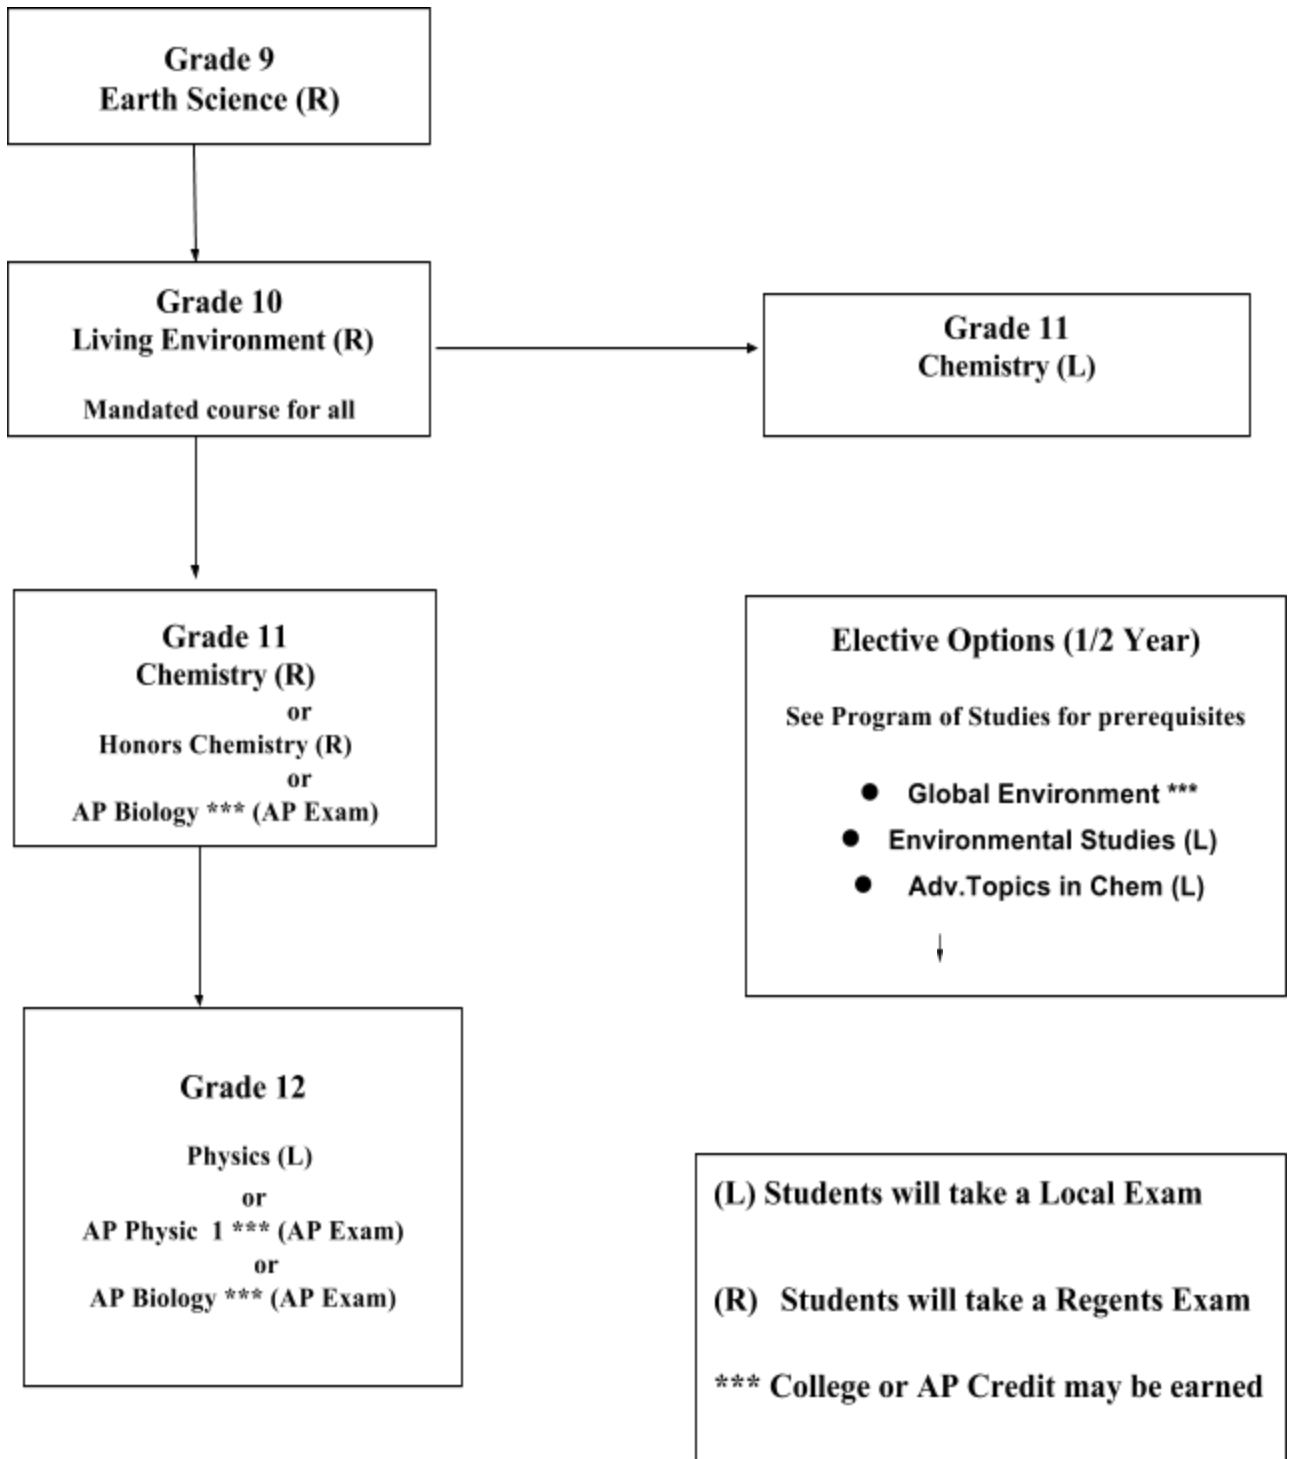 Grade 9
Earth Science (R)
Grade 10
Living Environment (R)
Mandated course for all
Grade 11
Chemistry (L)
Grade 11
Chemistry (R)
or
Honors Chemistry (R)
or
AP Biology *** (AP Exam)
Elective Options (1/2 Year)
See Program of Studies for prerequisites
● Global Environment ***
● Environmental Studies (L)
● Adv.Topics in Chem (L)
Grade 12
Physics (L)
or
AP Physic 1 *** (AP Exam)
or
AP Biology *** (AP Exam)
(L) Students will take a Local Exam
(R) Students will take a Regents Exam
*** College or AP Credit may be earned